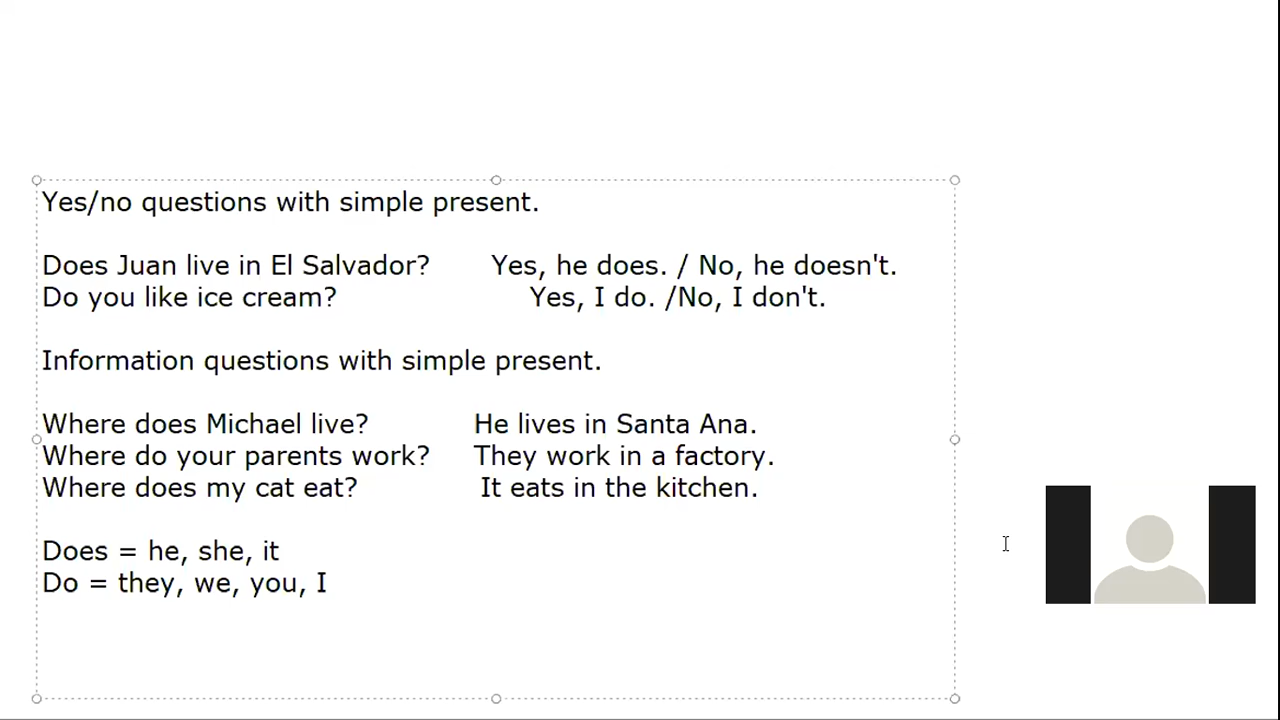 Yes/no questions with simple present.
Does Juan live in El Salvador? Yes, he does. / No, he doesn't.
Do you like ice cream? Yes, I do. /No, I don't.
Information questions with simple present.
Where does Michael live? He lives in Santa Ana.
Where do your parents work? They work in a factory.
Where does my cat eat? It eats in the kitchen.
Does = he, she, it
Do = they, we, you, I